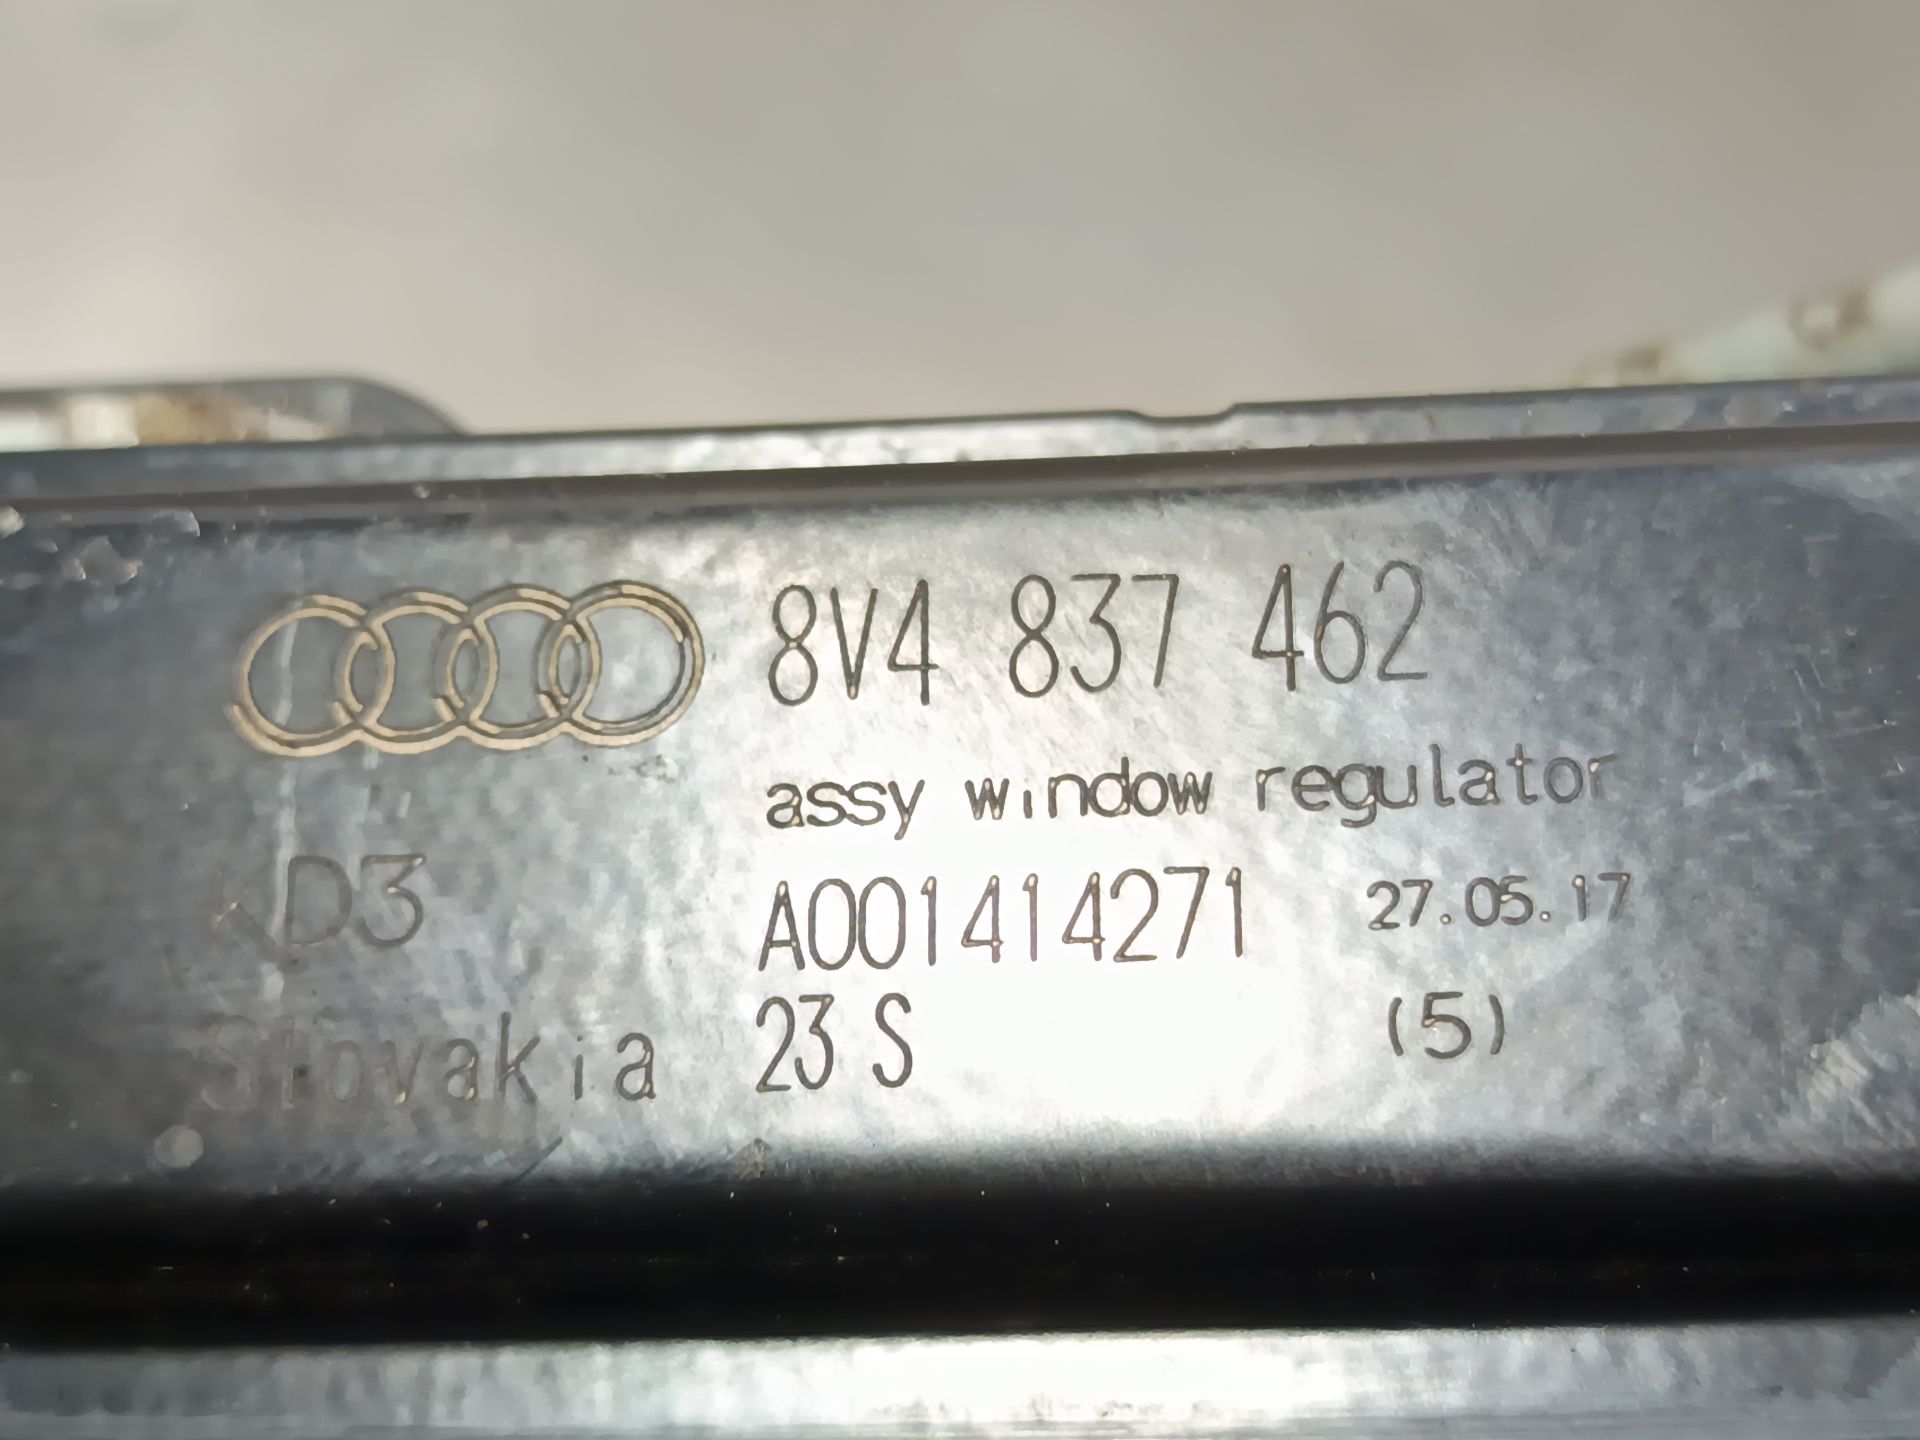 8V4 837 462
assy window regulator
KD3 A001414271 27.05.17
Slovakia 23 S (5)